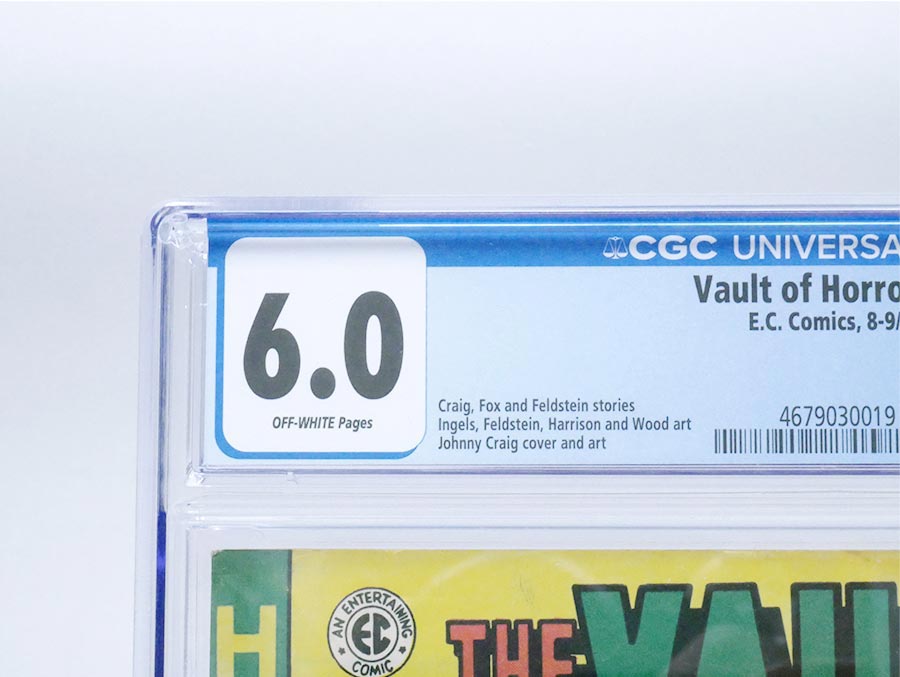 CGC UNIVERSA
6.0
OFF-WHITE Pages
Vault of Horro
E.C. Comics, 8-9/
Craig, Fox and Feldstein stories
Ingels, Feldstein, Harrison and Wood art
Johnny Craig cover and art
4679030019
H
AN ENTERTAINING
EC
COMIC
THE VAUL